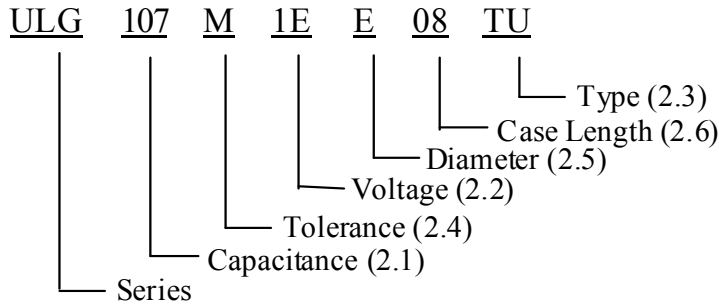 ULG 107 M 1E E 08 TU
Type (2.3)
Case Length (2.6)
Diameter (2.5)
Voltage (2.2)
Tolerance (2.4)
Capacitance (2.1)
Series